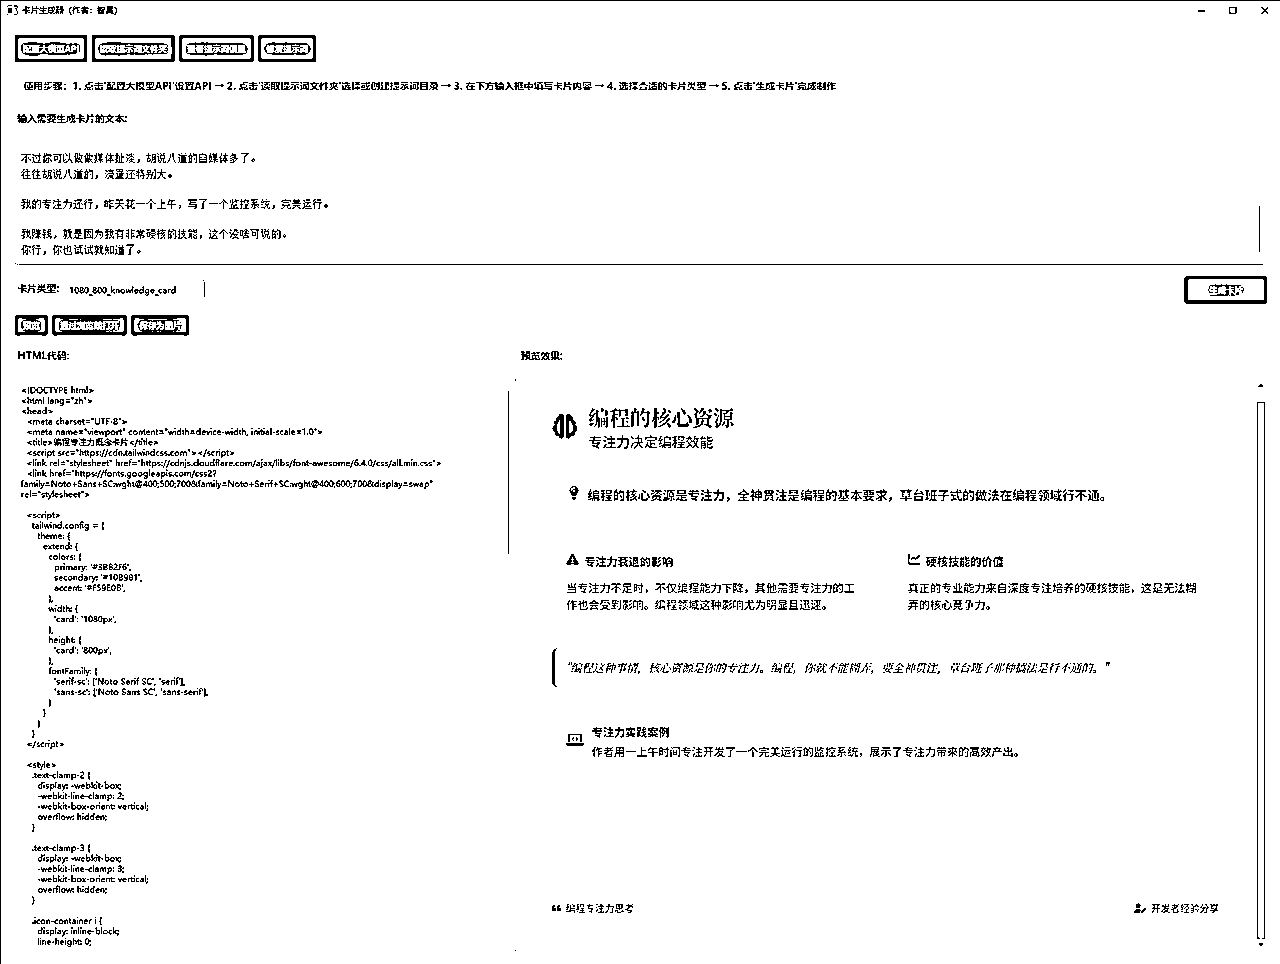 卡片生成器 (作者：智翼)
配置大模型API 读取提示词文件夹 查看提示词信息
使用步骤：1. 点击'配置大模型API'设置API → 2. 点击'读取提示词文件夹'选择或创建提示词目录 → 3. 在下方输入框中填写卡片内容 → 4. 选择合适的卡片类型 → 5. 点击'生成卡片'完成制作
输入需要生成卡片的文本:
不过你可以做做媒体扯淡，胡说八道的自媒体多了。
往往胡说八道的，流量还特别大。
我的专注力还行，昨天花一个上午，写了一个监控系统，完美运行。
我赚钱，就是因为我有非常硬核的技能，这个没啥可说的。
你行，你也试试就知道了。
卡片类型: 1080_800_knowledge_card 生成卡片
预览 通过浏览器打开 保存为图片
HTML代码: 预览效果:
<!DOCTYPE html>
<html lang="zh">
<head>
<meta charset="UTF-8">
<meta name="viewport" content="width=device-width, initial-scale=1.0">
<title>编程专注力概念卡片</title>
<script src="https://cdn.tailwindcss.com"></script>
<link rel="stylesheet" href="https://cdnjs.cloudflare.com/ajax/libs/font-awesome/6.4.0/css/all.min.css">
<link href="https://fonts.googleapis.com/css2?
family=Noto+Sans+SC:wght@400;500;700&family=Noto+Serif+SC:wght@400;600;700&display=swap"
rel="stylesheet">
<script>
tailwind.config = {
theme: {
extend: {
colors: {
primary: '#3B82F6',
secondary: '#10B981',
accent: '#F59E0B',
},
width: {
'card': '1080px',
},
height: {
'card': '800px',
},
fontFamily: {
'serif-sc': ['Noto Serif SC', 'serif'],
'sans-sc': ['Noto Sans SC', 'sans-serif'],
}
}
}
}
</script>
<style>
.text-clamp-2 {
display: -webkit-box;
-webkit-line-clamp: 2;
-webkit-box-orient: vertical;
overflow: hidden;
}
.text-clamp-3 {
display: -webkit-box;
-webkit-line-clamp: 3;
-webkit-box-orient: vertical;
overflow: hidden;
}
.icon-container i {
display: inline-block;
line-height: 0;
编程的核心资源
专注力决定编程效能
编程的核心资源是专注力，全神贯注是编程的基本要求，草台班子式的做法在编程领域行不通。
专注力衰退的影响
当专注力不足时，不仅编程能力下降，其他需要专注力的工
作也会受到影响。编程领域这种影响尤为明显且迅速。
硬核技能的价值
真正的专业能力来自深度专注培养的硬核技能，这是无法糊
弄的核心竞争力。
"编程这种事情，核心资源是你的专注力。编程，你就不能糊弄，要全神贯注，草台班子那种搞法是行不通的。"
专注力实践案例
作者用一上午时间专注开发了一个完美运行的监控系统，展示了专注力带来的高效产出。
编程专注力思考
开发者经验分享